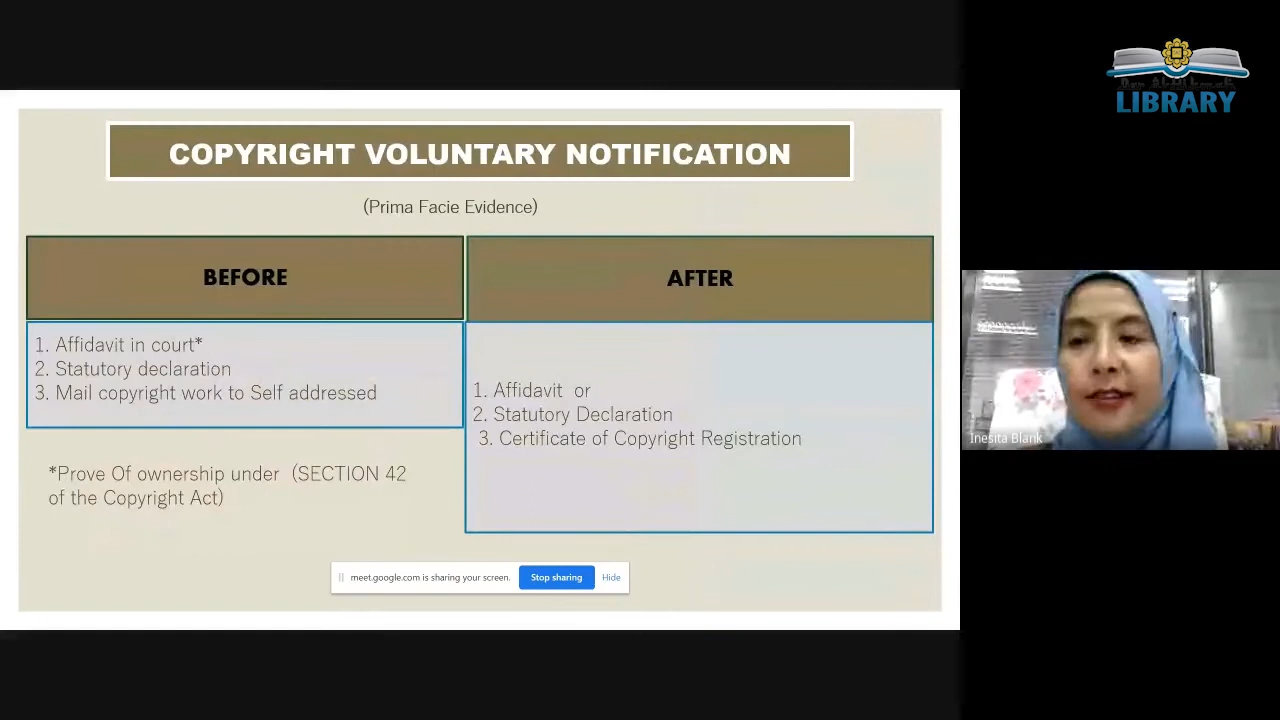 LIBRARY
COPYRIGHT VOLUNTARY NOTIFICATION
(Prima Facie Evidence)
BEFORE
1. Affidavit in court*
2. Statutory declaration
3. Mail copyright work to Self addressed
*Prove Of ownership under (SECTION 42
of the Copyright Act)
AFTER
1. Affidavit or
2. Statutory Declaration
3. Certificate of Copyright Registration
meet.google.com is sharing your screen.
Stop sharing
Hide
Inesita Blank